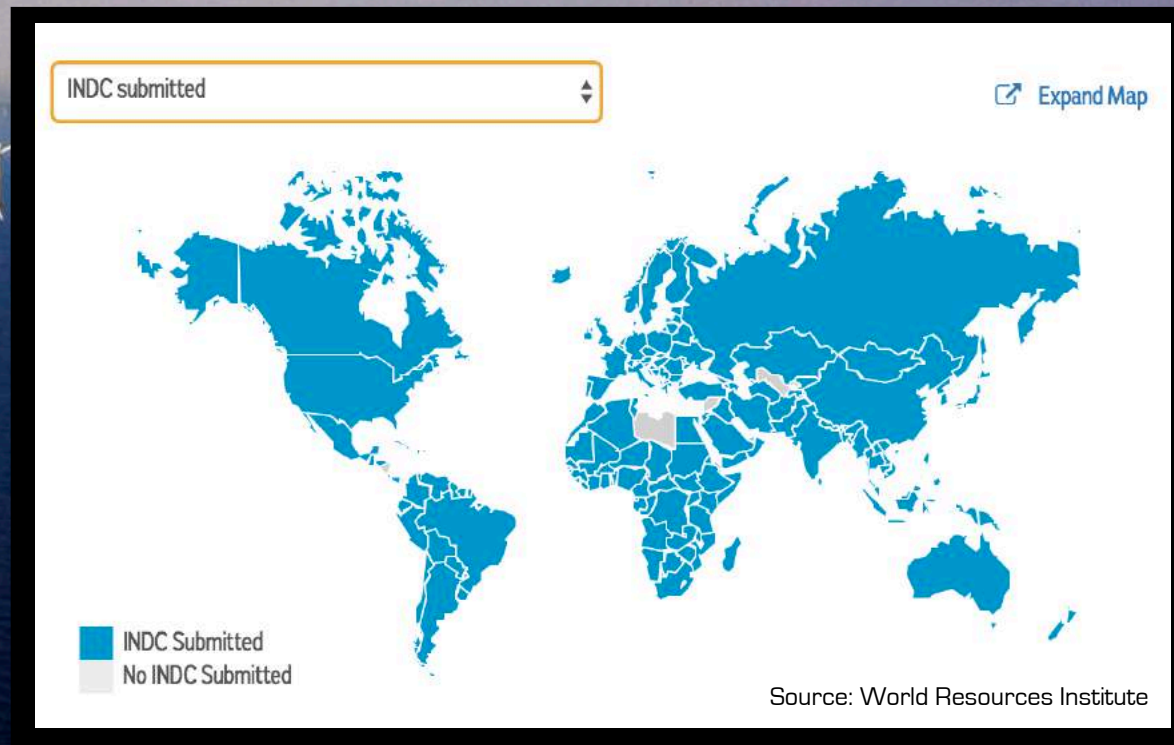 INDC submitted
Expand Map
INDC Submitted
No INDC Submitted
Source: World Resources Institute